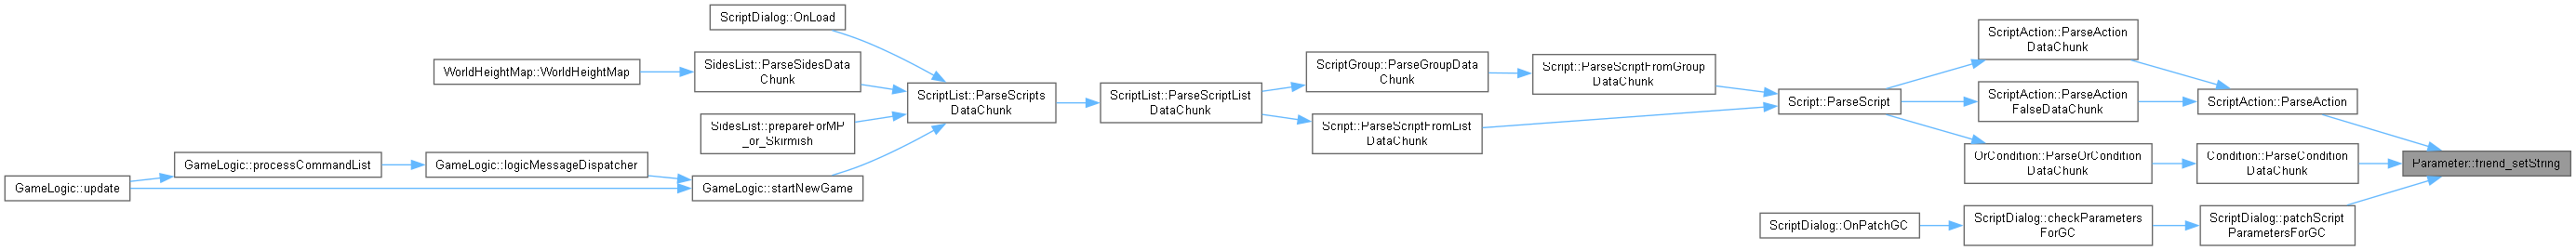 ScriptDialog::OnLoad
WorldHeightMap::WorldHeightMap
SidesList::ParseSidesData
Chunk
SidesList::prepareForMP
_or_Skirmish
GameLogic::update
GameLogic::processCommandList
GameLogic::logicMessageDispatcher
GameLogic::startNewGame
ScriptList::ParseScripts
DataChunk
ScriptList::ParseScriptList
DataChunk
ScriptGroup::ParseGroupData
Chunk
Script::ParseScriptFromList
DataChunk
Script::ParseScriptFromGroup
DataChunk
Script::ParseScript
ScriptAction::ParseAction
DataChunk
ScriptAction::ParseAction
FalseDataChunk
OrCondition::ParseOrCondition
DataChunk
ScriptDialog::OnPatchGC
ScriptDialog::checkParameters
ForGC
ScriptAction::ParseAction
Condition::ParseCondition
DataChunk
ScriptDialog::patchScript
ParametersForGC
Parameter::friend_setString